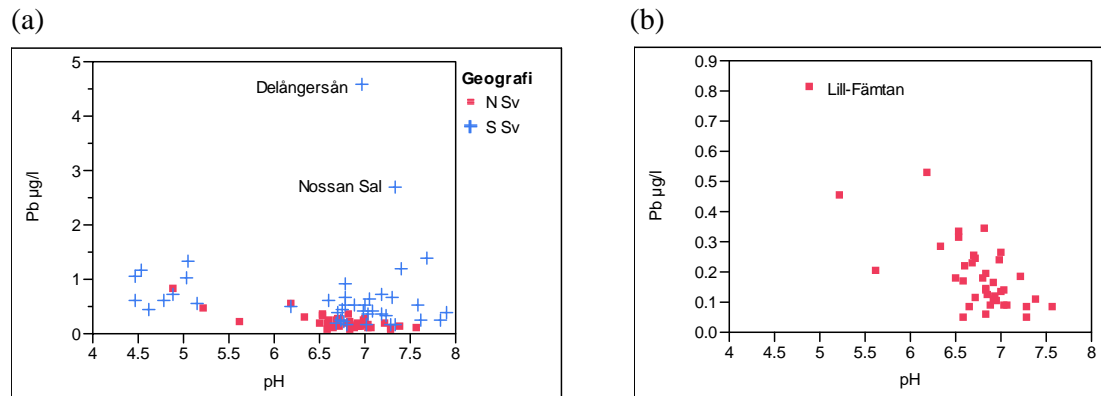 (a)
5
4
3
2
1
0
Pb µg/l
4 4.5 5 5.5 6 6.5 7 7.5 8
pH
Delångersån
Nossan Sal
Geografi
N Sv
S Sv
(b)
0.9
0.8
0.7
0.6
0.5
0.4
0.3
0.2
0.1
0.0
Pb µg/l
4 4.5 5 5.5 6 6.5 7 7.5 8
pH
Lill-Fämtan